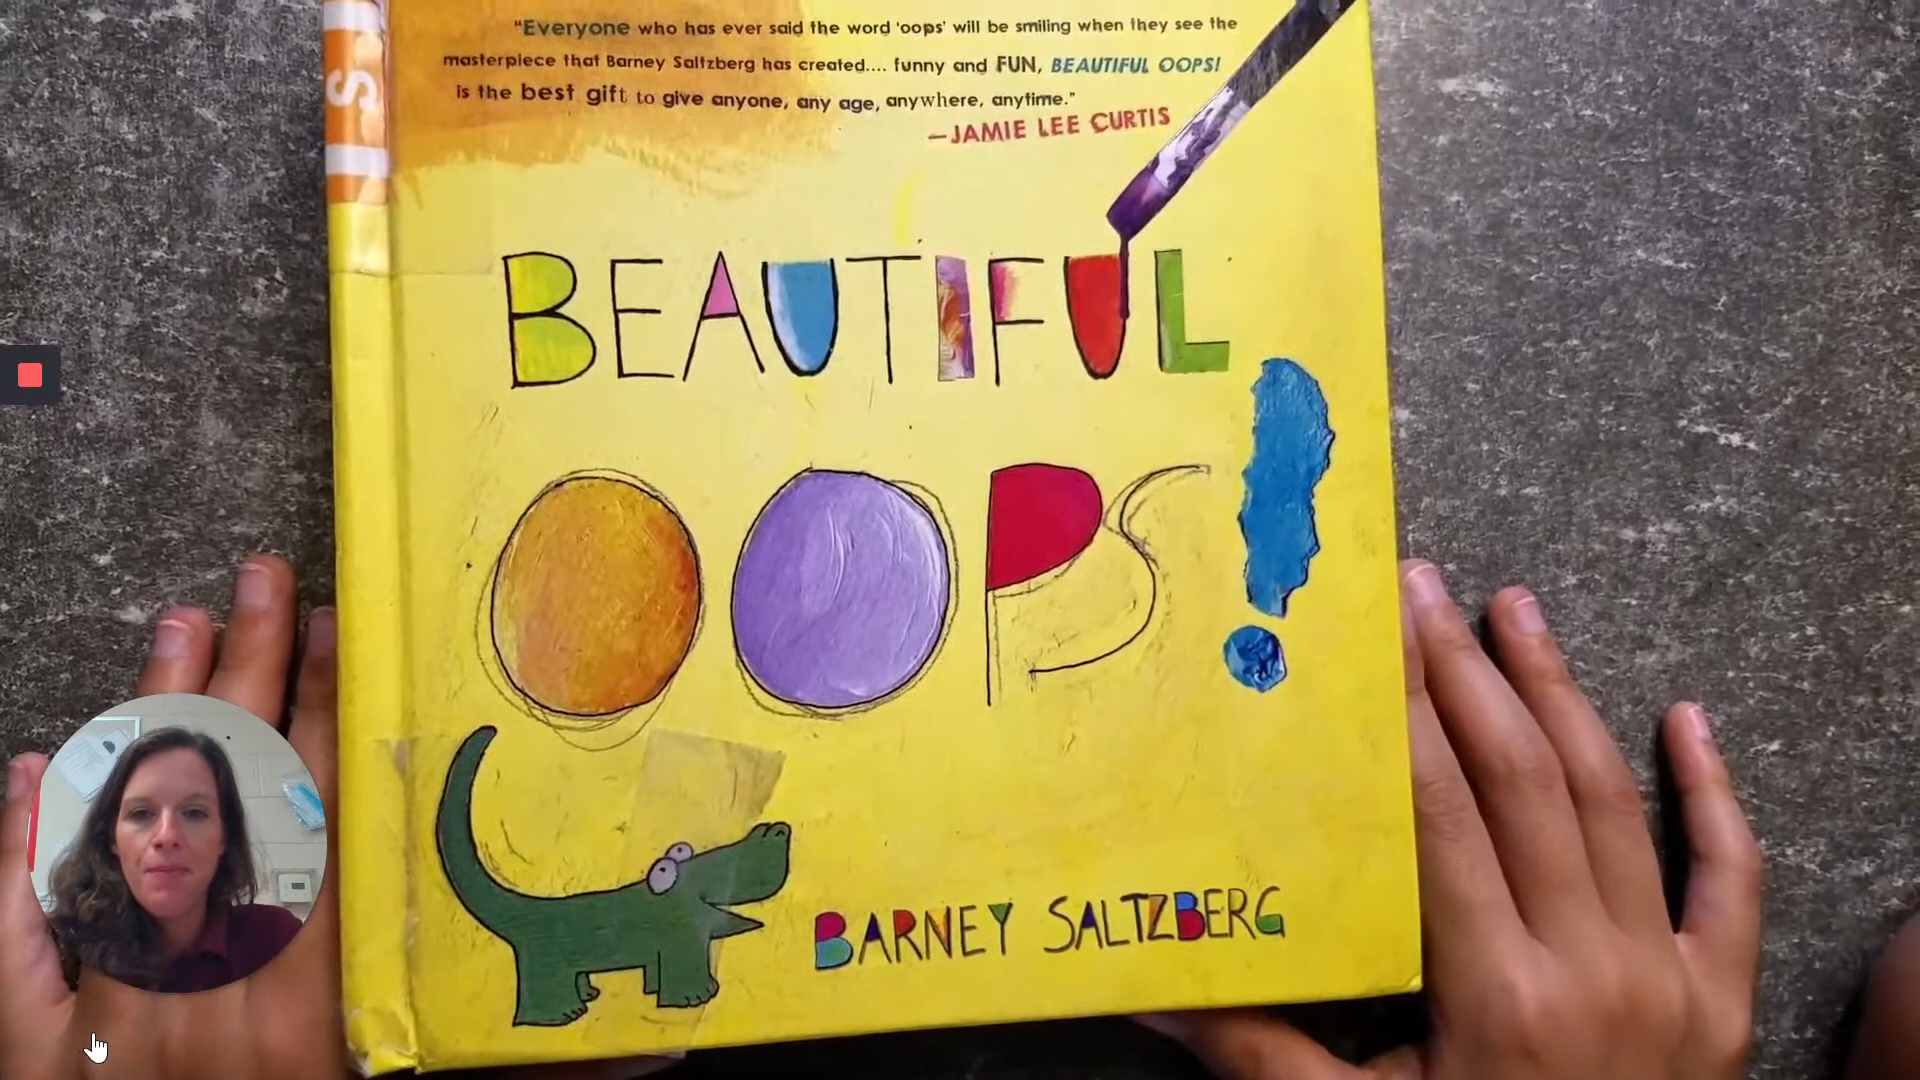 "Everyone who has ever said the word 'oops' will be smiling when they see the
masterpiece that Barney Saltzberg has created.... funny and FUN, BEAUTIFUL OOPS!
is the best gift to give anyone, any age, anywhere, anytime."
—JAMIE LEE CURTIS
BEAUTIFUL
OOPS!
BARNEY SALTZBERG